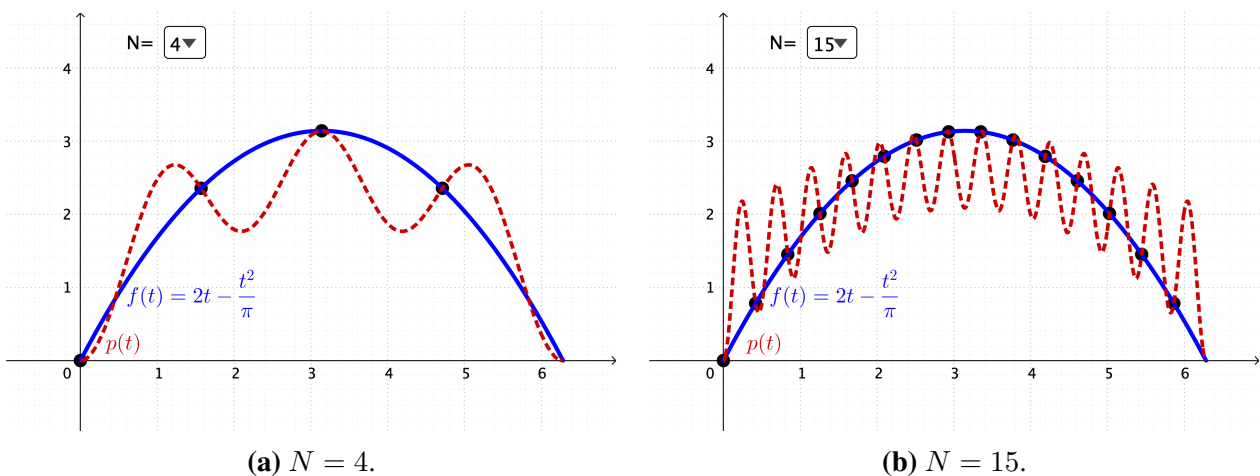 N= 4
4
3
2
1
0 1 2 3 4 5 6
f(t) = 2t − t²/π
p(t)
(a) N = 4.
N= 15
4
3
2
1
0 1 2 3 4 5 6
f(t) = 2t − t²/π
p(t)
(b) N = 15.